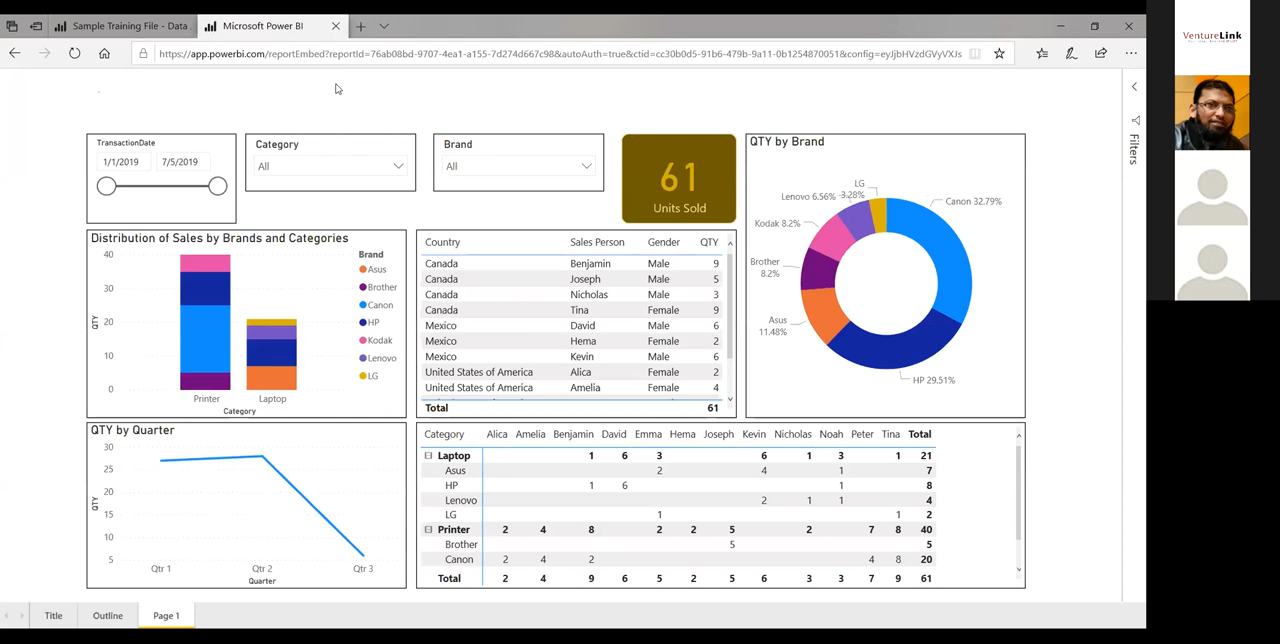 Sample Training File - Data
Microsoft Power BI
https://app.powerbi.com/reportEmbed?reportId=76ab08bd-9707-4ea1-a155-7d274d667c98&autoAuth=true&ctid=cc30b0d5-91b6-479b-9a11-0b1254870051&config=eyJjbHVzdGVyVXJs
VentureLink
TransactionDate
1/1/2019 7/5/2019
Category
All
Brand
All
61
Units Sold
QTY by Brand
LG
3.28%
Lenovo 6.56%
Canon 32.79%
Kodak 8.2%
Brother
8.2%
Asus
11.48%
HP 29.51%
Filters
Distribution of Sales by Brands and Categories
QTY
40
30
20
10
0
Printer Laptop
Category
Brand
Asus
Brother
Canon
HP
Kodak
Lenovo
LG
Country Sales Person Gender QTY
Canada Benjamin Male 9
Canada Joseph Male 5
Canada Nicholas Male 3
Canada Tina Female 9
Mexico David Male 6
Mexico Hema Female 2
Mexico Kevin Male 6
United States of America Alica Female 2
United States of America Amelia Female 4
Total 61
QTY by Quarter
QTY
30
25
20
15
10
5
Qtr 1 Qtr 2 Qtr 3
Quarter
Category Alica Amelia Benjamin David Emma Hema Joseph Kevin Nicholas Noah Peter Tina Total
Laptop 1 6 3 6 1 3 1 21
Asus 2 4 1 7
HP 1 6 1 8
Lenovo 2 1 1 4
LG 1 1 2
Printer 2 4 8 2 2 5 2 7 8 40
Brother 5 5
Canon 2 4 2 4 8 20
Total 2 4 9 6 5 2 5 6 3 3 7 9 61
Title Outline Page 1